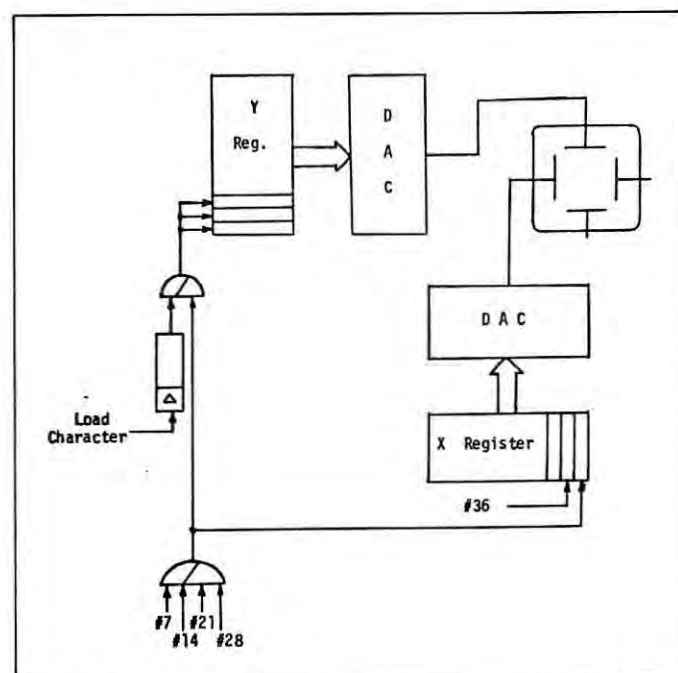 Y
Reg.
D
A
C
D A C
X Register
Load
Character
#36
#7
#21
#14
#28